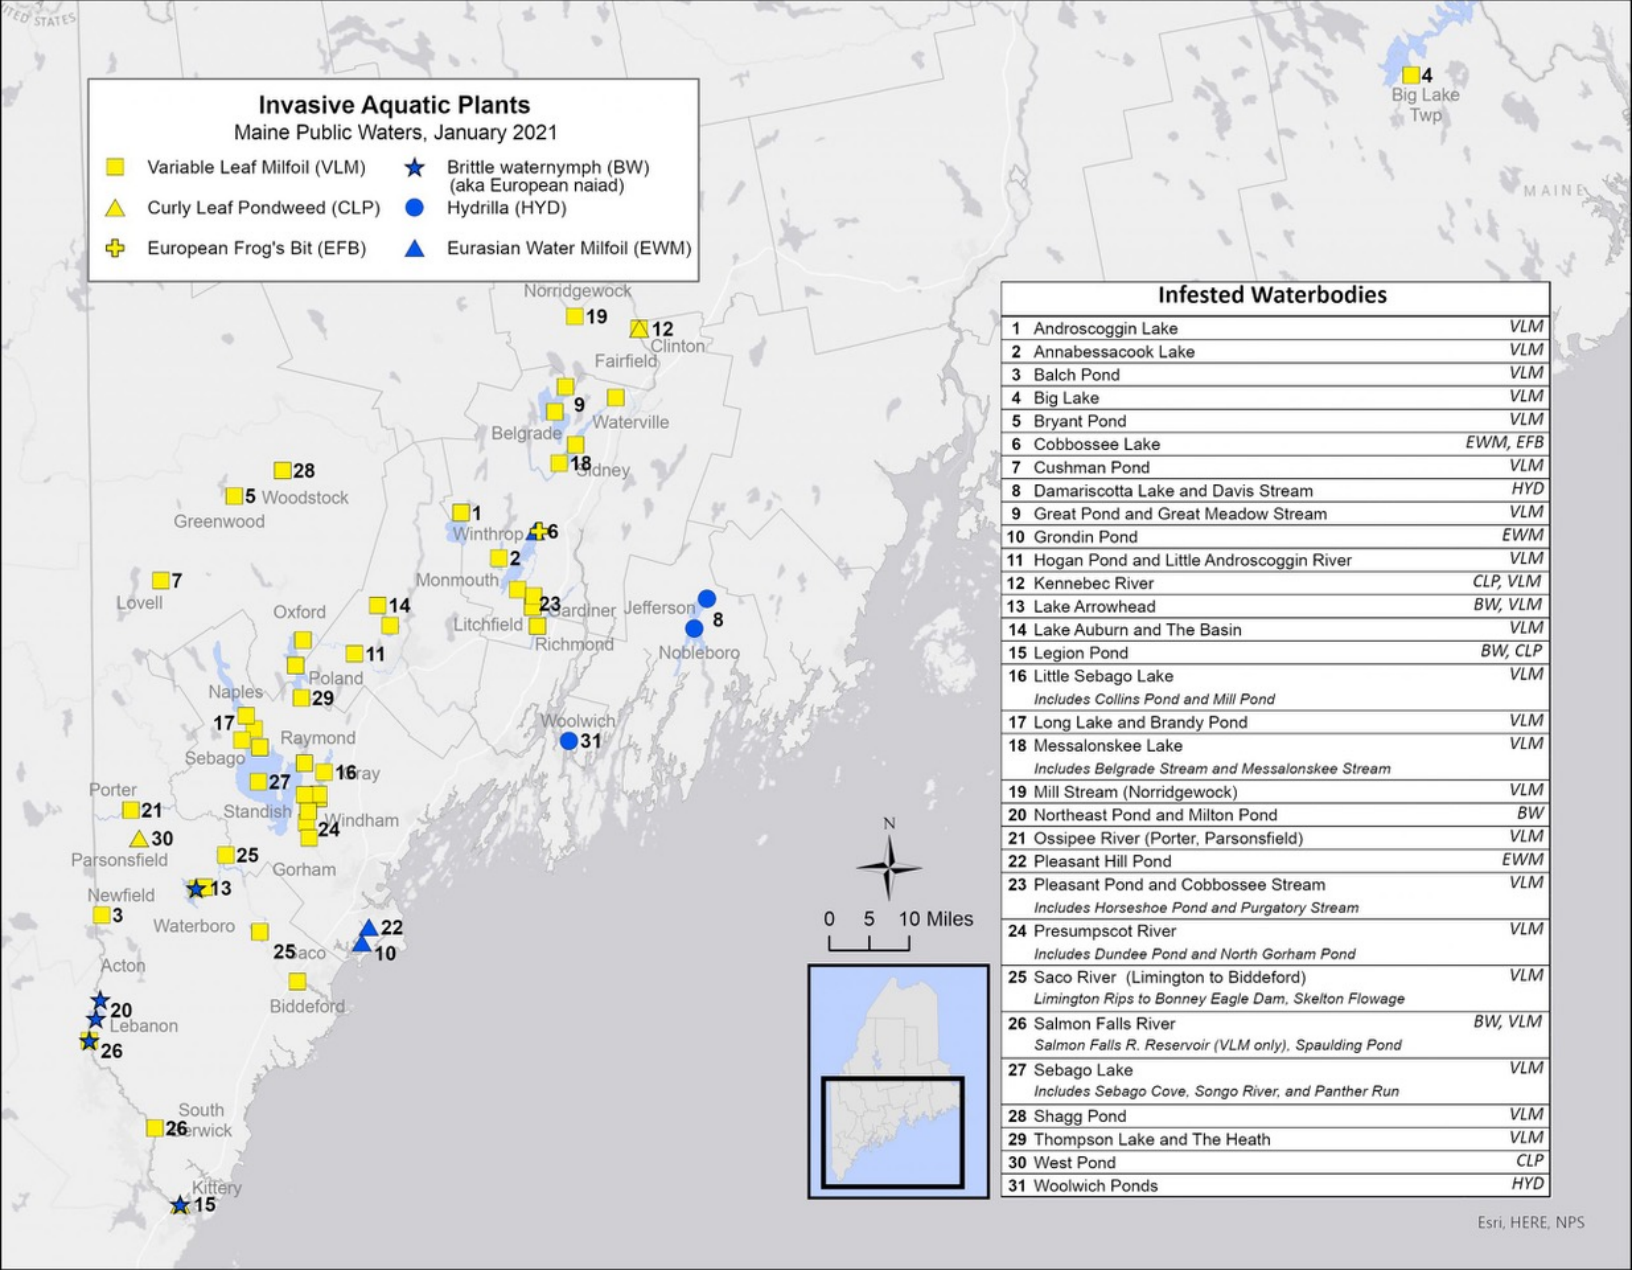 Invasive Aquatic Plants
Maine Public Waters, January 2021
Variable Leaf Milfoil (VLM)
Curly Leaf Pondweed (CLP)
European Frog's Bit (EFB)
Brittle waternymph (BW)
(aka European naiad)
Hydrilla (HYD)
Eurasian Water Milfoil (EWM)
4
Big Lake
Twp
MAINE
Norridgewock
19
12
Clinton
Fairfield
9
Waterville
Belgrade
18
Sidney
28
5
Woodstock
Greenwood
1
Winthrop
6
2
Monmouth
7
Lovell
14
Oxford
23
Gardiner
Litchfield
Richmond
Jefferson
8
Nobleboro
11
Poland
Naples
29
17
Raymond
Woolwich
31
Sebago
16
Gray
27
Porter
21
Standish
Windham
24
30
Parsonsfield
25
Gorham
13
Newfield
3
Waterboro
22
25
Saco
10
Acton
Biddeford
20
Lebanon
26
South
26
Berwick
Kittery
15
N
0 5 10 Miles
Infested Waterbodies
1 Androscoggin Lake VLM
2 Annabessacook Lake VLM
3 Balch Pond VLM
4 Big Lake VLM
5 Bryant Pond VLM
6 Cobbossee Lake EWM, EFB
7 Cushman Pond VLM
8 Damariscotta Lake and Davis Stream HYD
9 Great Pond and Great Meadow Stream VLM
10 Grondin Pond EWM
11 Hogan Pond and Little Androscoggin River VLM
12 Kennebec River CLP, VLM
13 Lake Arrowhead BW, VLM
14 Lake Auburn and The Basin VLM
15 Legion Pond BW, CLP
16 Little Sebago Lake VLM
Includes Collins Pond and Mill Pond
17 Long Lake and Brandy Pond VLM
18 Messalonskee Lake VLM
Includes Belgrade Stream and Messalonskee Stream
19 Mill Stream (Norridgewock) VLM
20 Northeast Pond and Milton Pond BW
21 Ossipee River (Porter, Parsonsfield) VLM
22 Pleasant Hill Pond EWM
23 Pleasant Pond and Cobbossee Stream VLM
Includes Horseshoe Pond and Purgatory Stream
24 Presumpscot River VLM
Includes Dundee Pond and North Gorham Pond
25 Saco River (Limington to Biddeford) VLM
Limington Rips to Bonney Eagle Dam, Skelton Flowage
26 Salmon Falls River BW, VLM
Salmon Falls R. Reservoir (VLM only), Spaulding Pond
27 Sebago Lake VLM
Includes Sebago Cove, Songo River, and Panther Run
28 Shagg Pond VLM
29 Thompson Lake and The Heath VLM
30 West Pond CLP
31 Woolwich Ponds HYD
Esri, HERE, NPS